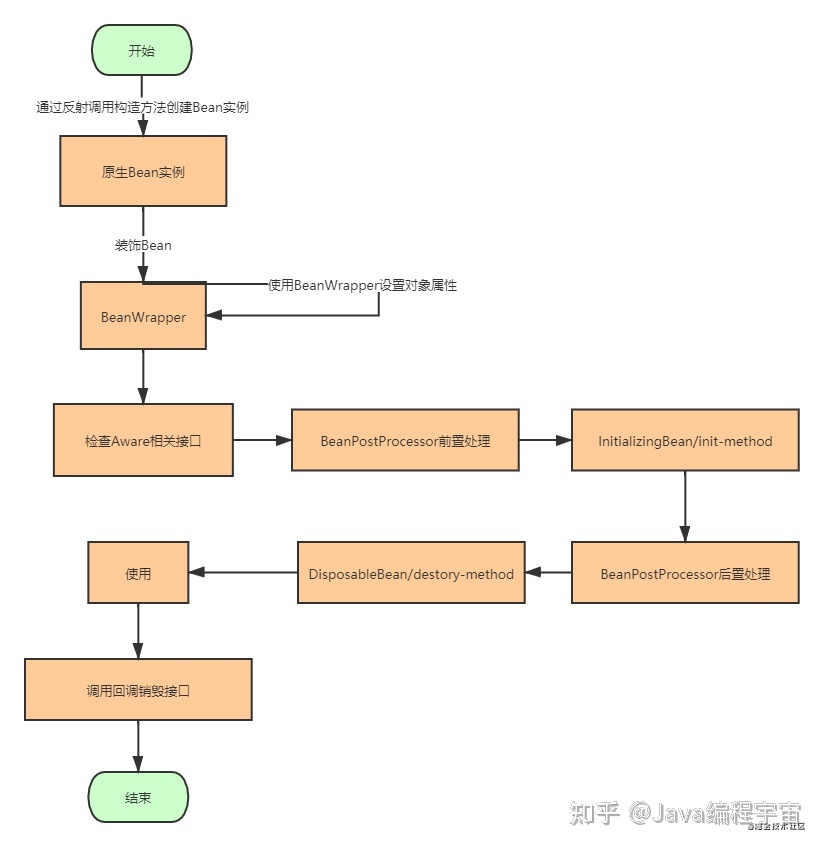 开始
通过反射调用构造方法创建Bean实例
原生Bean实例
装饰Bean
使用BeanWrapper设置对象属性
BeanWrapper
检查Aware相关接口
BeanPostProcessor前置处理
InitializingBean/init-method
BeanPostProcessor后置处理
DisposableBean/destory-method
使用
调用回调销毁接口
结束
知乎 @Java编程宇宙
@掘金技术社区